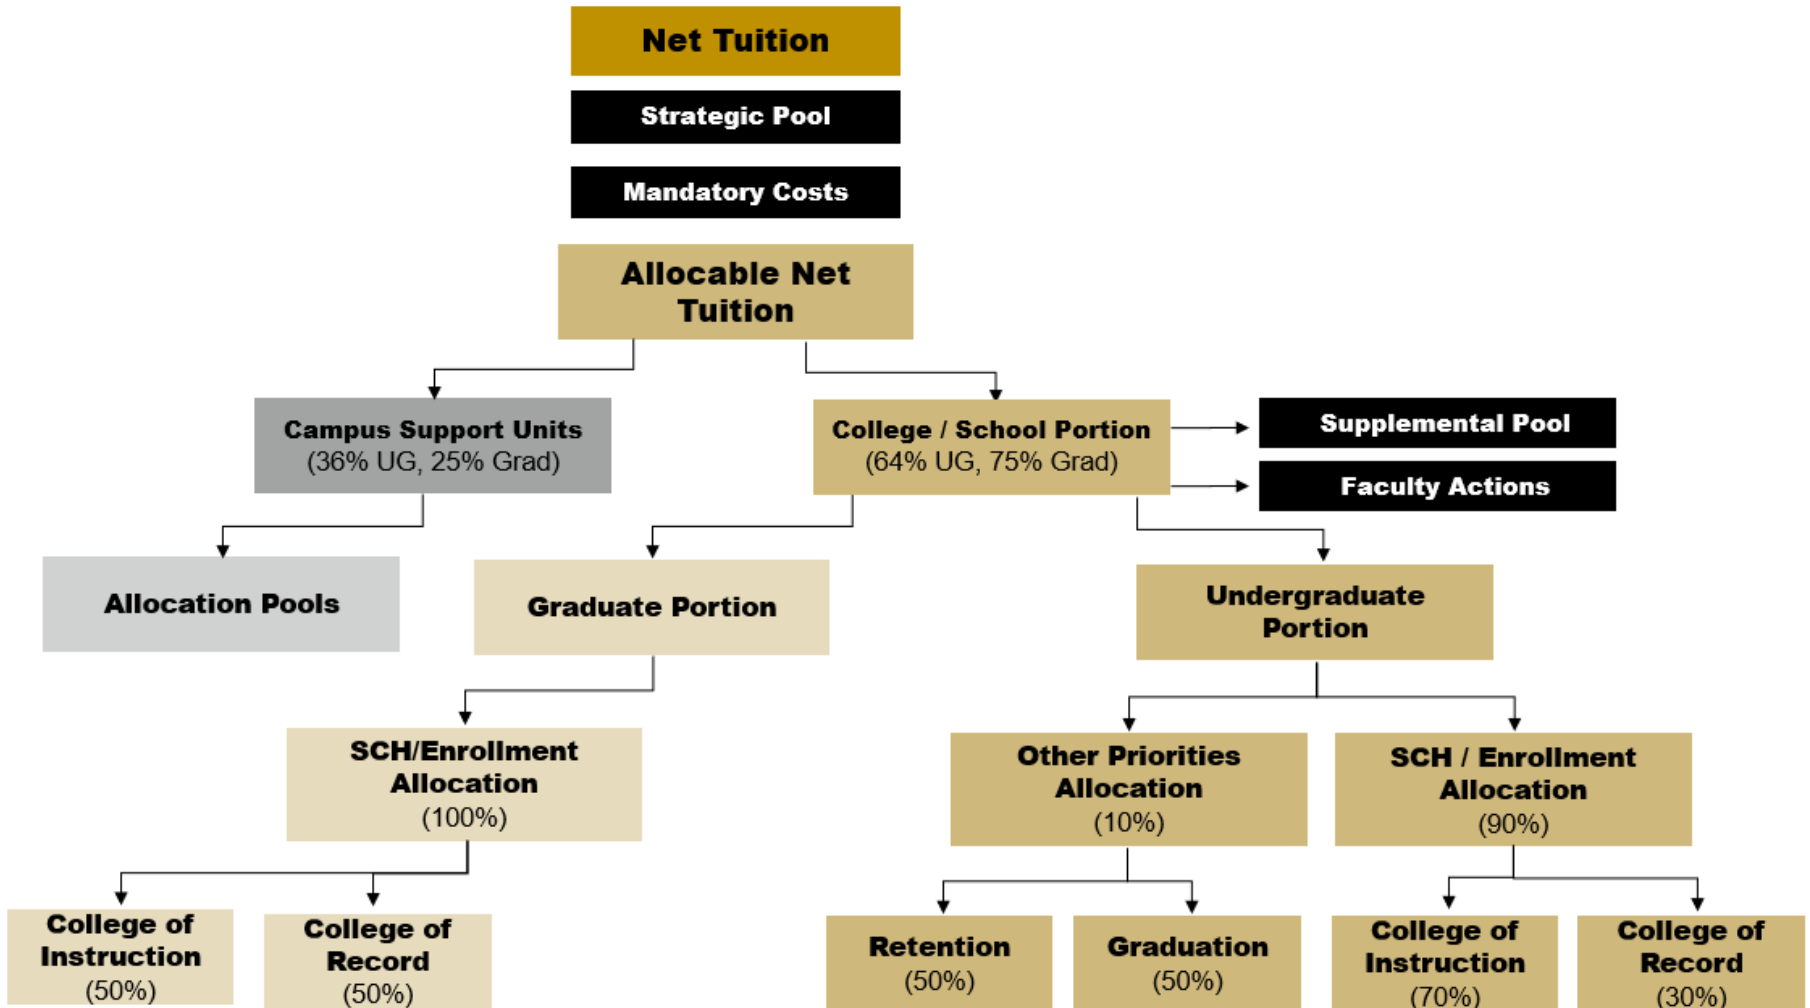 Net Tuition
Strategic Pool
Mandatory Costs
Allocable Net
Tuition
Campus Support Units
(36% UG, 25% Grad)
College / School Portion
(64% UG, 75% Grad)
Supplemental Pool
Faculty Actions
Allocation Pools
Graduate Portion
Undergraduate
Portion
SCH/Enrollment
Allocation
(100%)
Other Priorities
Allocation
(10%)
SCH / Enrollment
Allocation
(90%)
College of
Instruction
(50%)
College of
Record
(50%)
Retention
(50%)
Graduation
(50%)
College of
Instruction
(70%)
College of
Record
(30%)